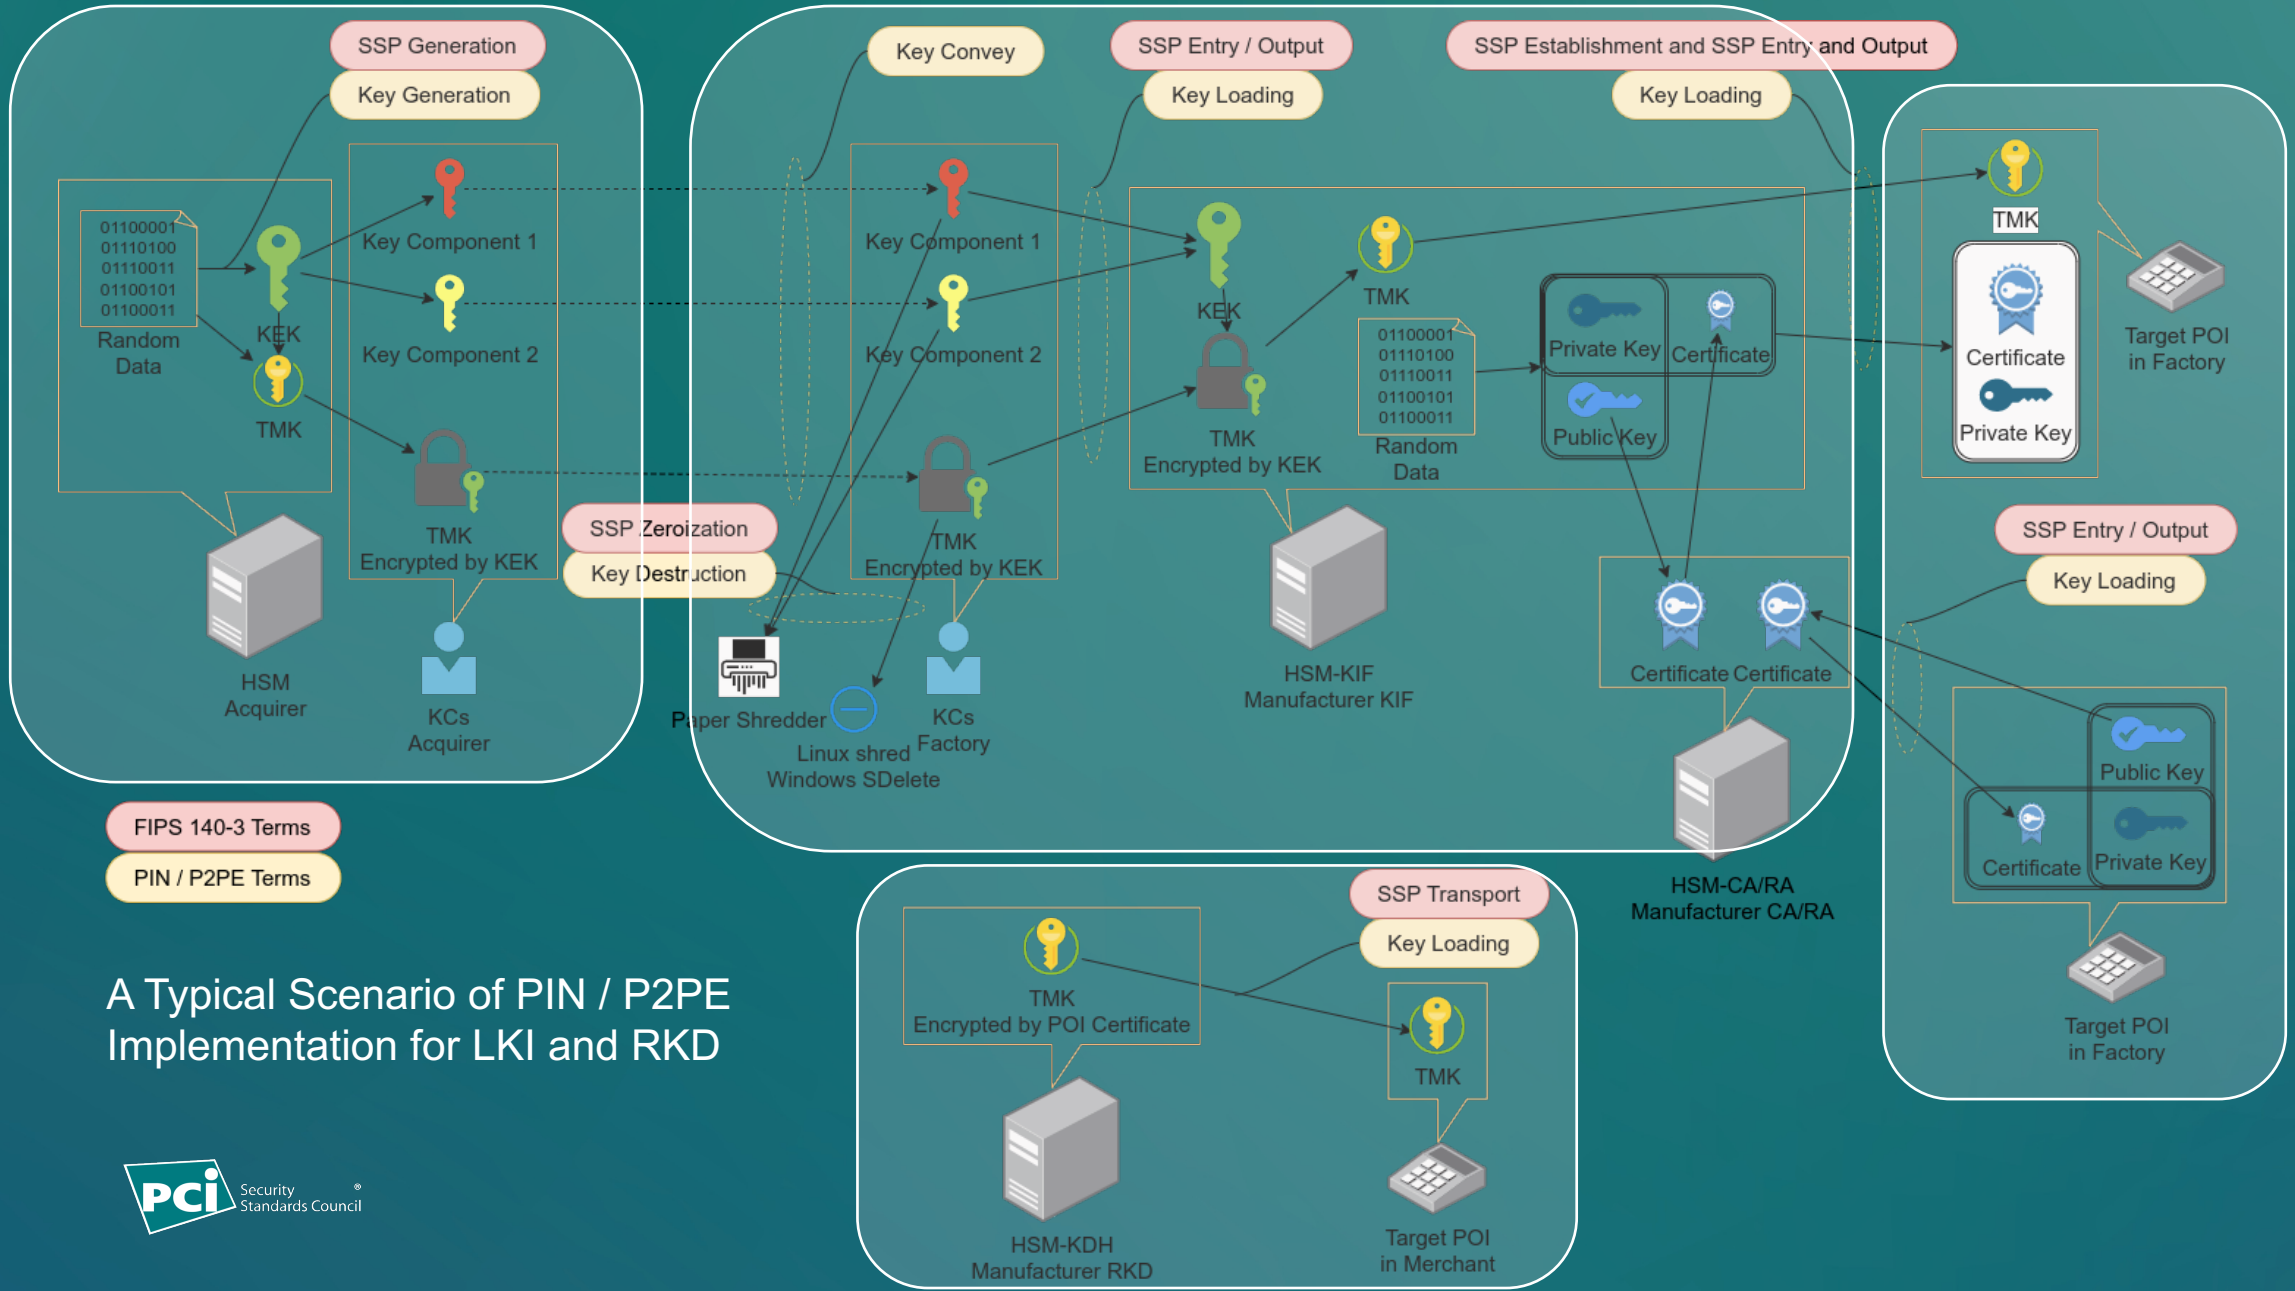 SSP Generation
Key Generation
01100001
01110100
01110011
01100101
01100011
Random
Data
KEK
TMK
Key Component 1
Key Component 2
TMK
Encrypted by KEK
HSM
Acquirer
KCs
Acquirer
Key Convey
SSP Entry / Output
Key Loading
SSP Establishment and SSP Entry and Output
Key Loading
Key Component 1
Key Component 2
TMK
Encrypted by KEK
SSP Zeroization
Key Destruction
Paper Shredder
Linux shred
Windows SDelete
KCs
Factory
KEK
TMK
TMK
Encrypted by KEK
01100001
01110100
01110011
01100101
01100011
Random
Data
Private Key
Certificate
Public Key
HSM-KIF
Manufacturer KIF
Certificate
Certificate
HSM-CA/RA
Manufacturer CA/RA
TMK
Certificate
Private Key
Target POI
in Factory
SSP Entry / Output
Key Loading
Public Key
Certificate
Private Key
Target POI
in Factory
FIPS 140-3 Terms
PIN / P2PE Terms
A Typical Scenario of PIN / P2PE
Implementation for LKI and RKD
SSP Transport
Key Loading
TMK
Encrypted by POI Certificate
TMK
HSM-KDH
Manufacturer RKD
Target POI
in Merchant
PCi
Security ®
Standards Council